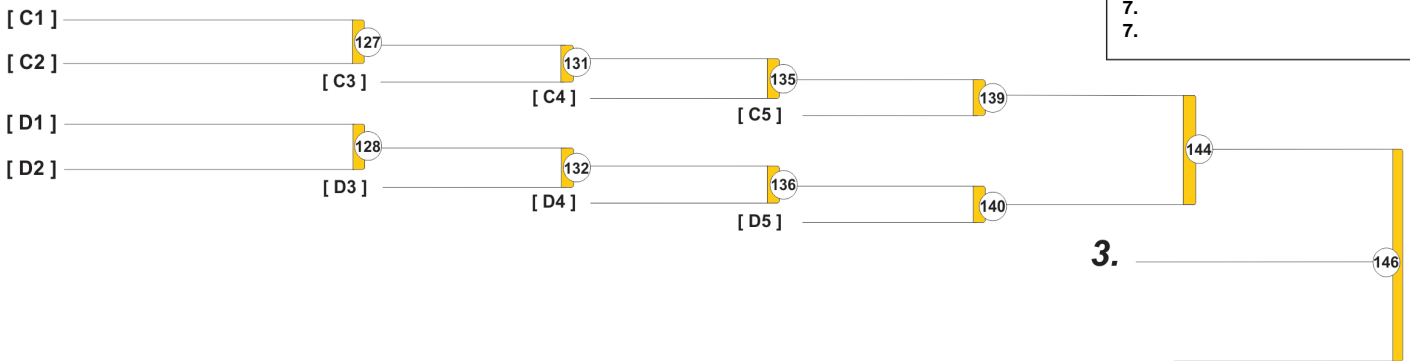 7.
7.
[ C1 ]
[ C2 ]
127
[ C3 ]
131
[ C4 ]
135
[ C5 ]
139
[ D1 ]
[ D2 ]
128
[ D3 ]
132
[ D4 ]
136
[ D5 ]
140
144
3.
146